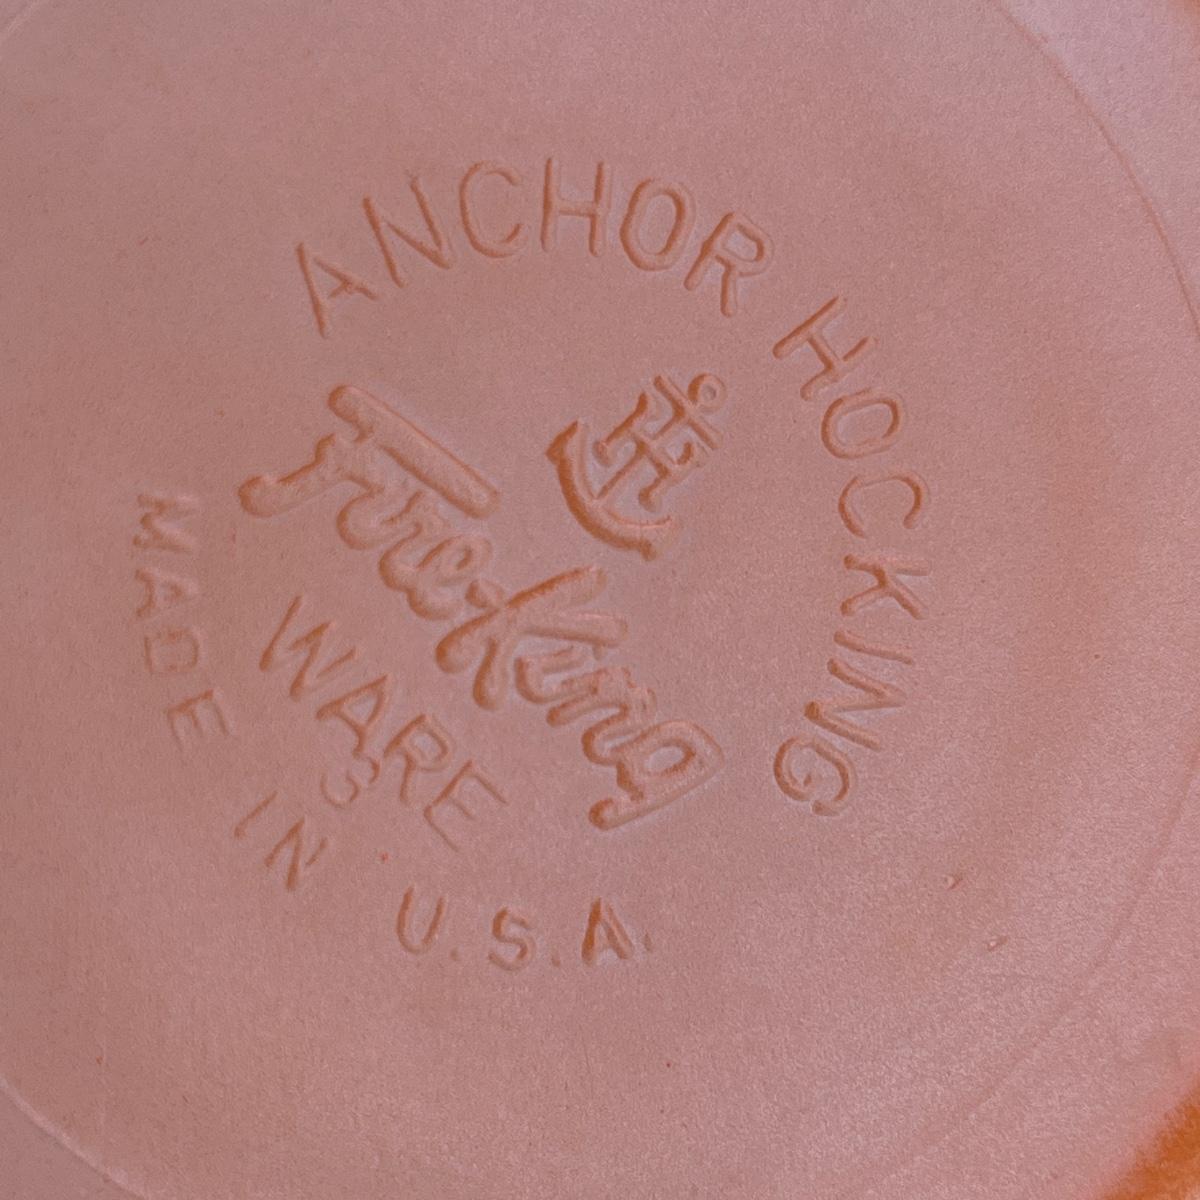 ANCHOR HOCKING
H
Fire-King
WARE
3
MADE IN U.S.A.